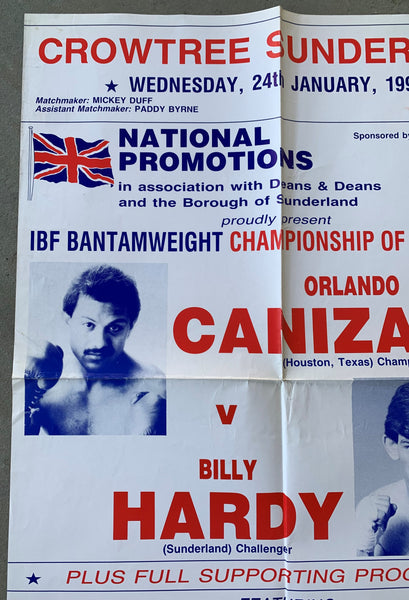 CROWTREE SUNDER
★ WEDNESDAY, 24th JANUARY, 199
Matchmaker: MICKEY DUFF
Assistant Matchmaker: PADDY BYRNE
NATIONAL
PROMOTIONS
Sponsored by
in association with Deans & Deans
and the Borough of Sunderland
proudly present
IBF BANTAMWEIGHT CHAMPIONSHIP OF
ORLANDO
CANIZA
(Houston, Texas) Champ
v
BILLY
HARDY
(Sunderland) Challenger
★ PLUS FULL SUPPORTING PROG
FEATURING